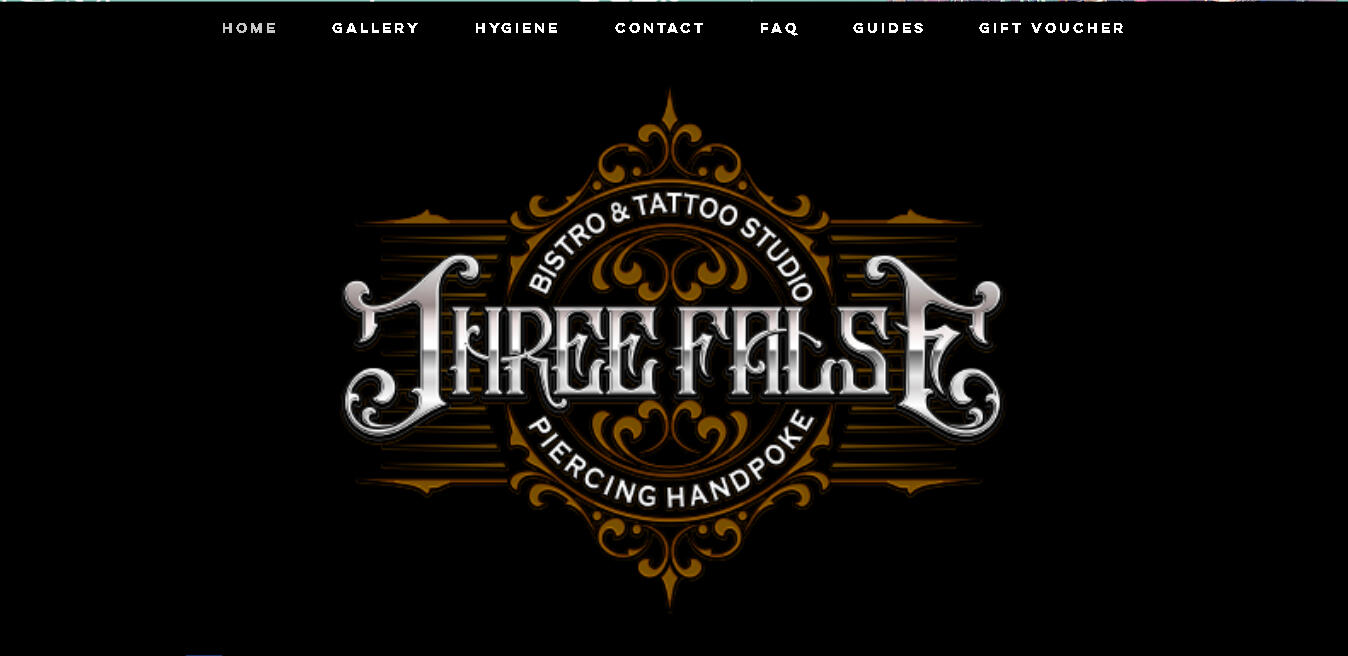 HOME GALLERY HYGIENE CONTACT FAQ GUIDES GIFT VOUCHER
BISTRO & TATTOO STUDIO
THREE FALSE
PIERCING HANDPOKE